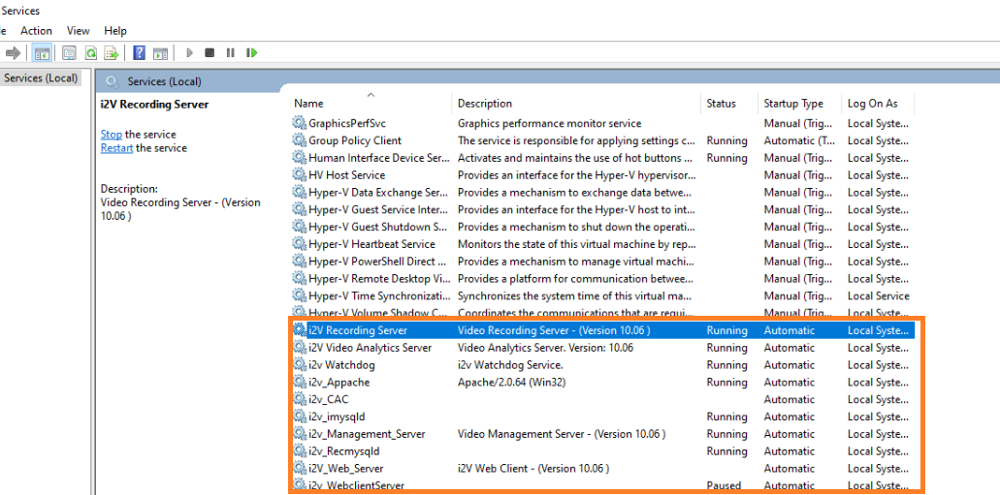 Services
le Action View Help
Services (Local)
Services (Local)
i2V Recording Server
Stop the service
Restart the service
Description:
Video Recording Server - (Version
10.06 )
Name Description Status Startup Type Log On As
GraphicsPerfSvc Graphics performance monitor service Manual (Trig... Local Syste...
Group Policy Client The service is responsible for applying settings c... Running Automatic (T... Local Syste...
Human Interface Device Ser... Activates and maintains the use of hot buttons ... Running Manual (Trig... Local Syste...
HV Host Service Provides an interface for the Hyper-V hypervisor... Manual (Trig... Local Syste...
Hyper-V Data Exchange Ser... Provides a mechanism to exchange data betwe... Manual (Trig... Local Syste...
Hyper-V Guest Service Inter... Provides an interface for the Hyper-V host to int... Manual (Trig... Local Syste...
Hyper-V Guest Shutdown S... Provides a mechanism to shut down the operati... Manual (Trig... Local Syste...
Hyper-V Heartbeat Service Monitors the state of this virtual machine by rep... Manual (Trig... Local Syste...
Hyper-V PowerShell Direct ... Provides a mechanism to manage virtual machi... Manual (Trig... Local Syste...
Hyper-V Remote Desktop Vi... Provides a platform for communication betwee... Manual (Trig... Local Syste...
Hyper-V Time Synchronizati... Synchronizes the system time of this virtual ma... Manual (Trig... Local Service
Hyper-V Volume Shadow C... Coordinates the communications that are requi... Manual (Trig... Local Syste...
i2V Recording Server Video Recording Server - (Version 10.06 ) Running Automatic Local Syste...
i2V Video Analytics Server Video Analytics Server. Version: 10.06 Running Automatic Local Syste...
i2v Watchdog i2v Watchdog Service. Running Automatic Local Syste...
i2v_Appache Apache/2.0.64 (Win32) Running Automatic Local Syste...
i2v_CAC Automatic Local Syste...
i2v_imysqld Running Automatic Local Syste...
i2v_Management_Server Video Management Server - (Version 10.06 ) Running Automatic Local Syste...
i2v_Recmysqld Running Automatic Local Syste...
i2V_Web_Server i2V Web Client - (Version 10.06 ) Automatic Local Syste...
i2v_WebclientServer Paused Automatic Local Syste...